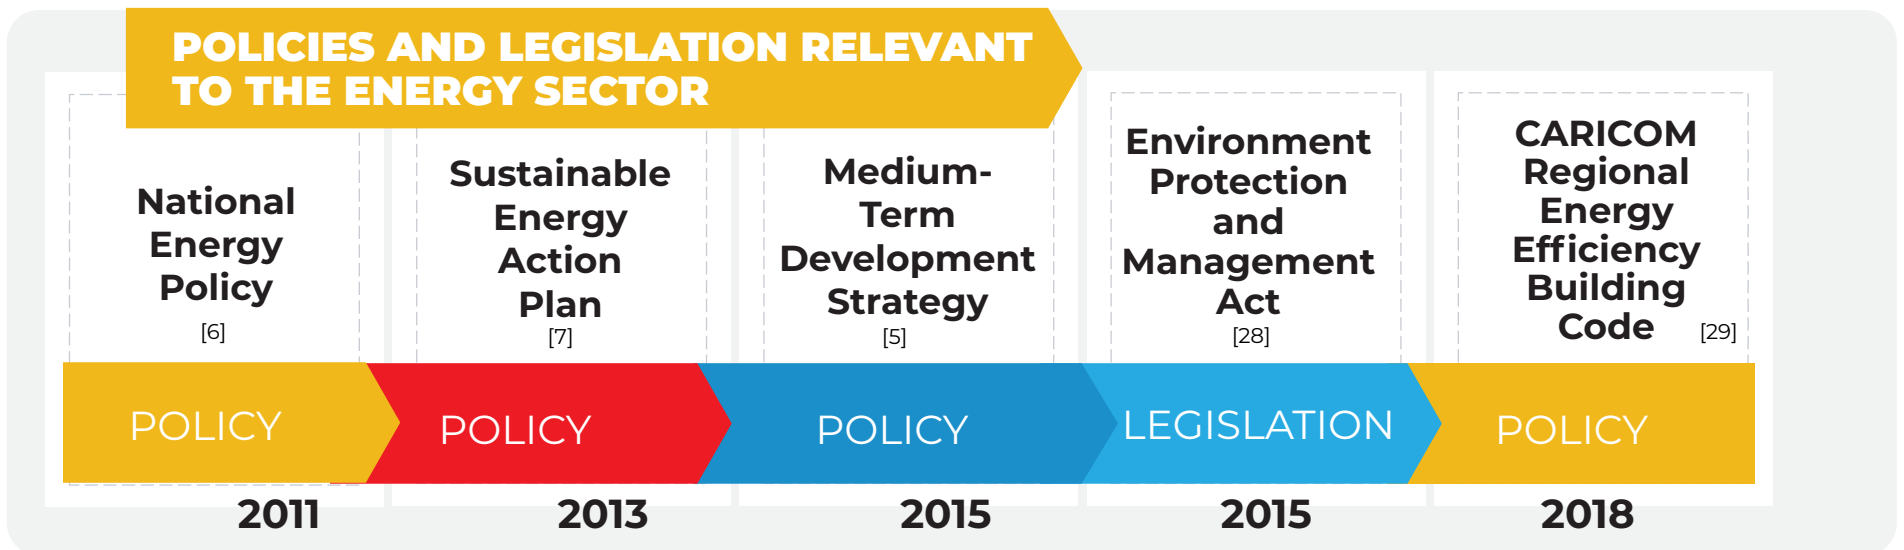 POLICIES AND LEGISLATION RELEVANT
TO THE ENERGY SECTOR
National
Energy
Policy
[6]
Sustainable
Energy
Action
Plan
[7]
Medium-
Term
Development
Strategy
[5]
Environment
Protection
and
Management
Act
[28]
CARICOM
Regional
Energy
Efficiency
Building
Code
[29]
POLICY
POLICY
POLICY
LEGISLATION
POLICY
2011
2013
2015
2015
2018